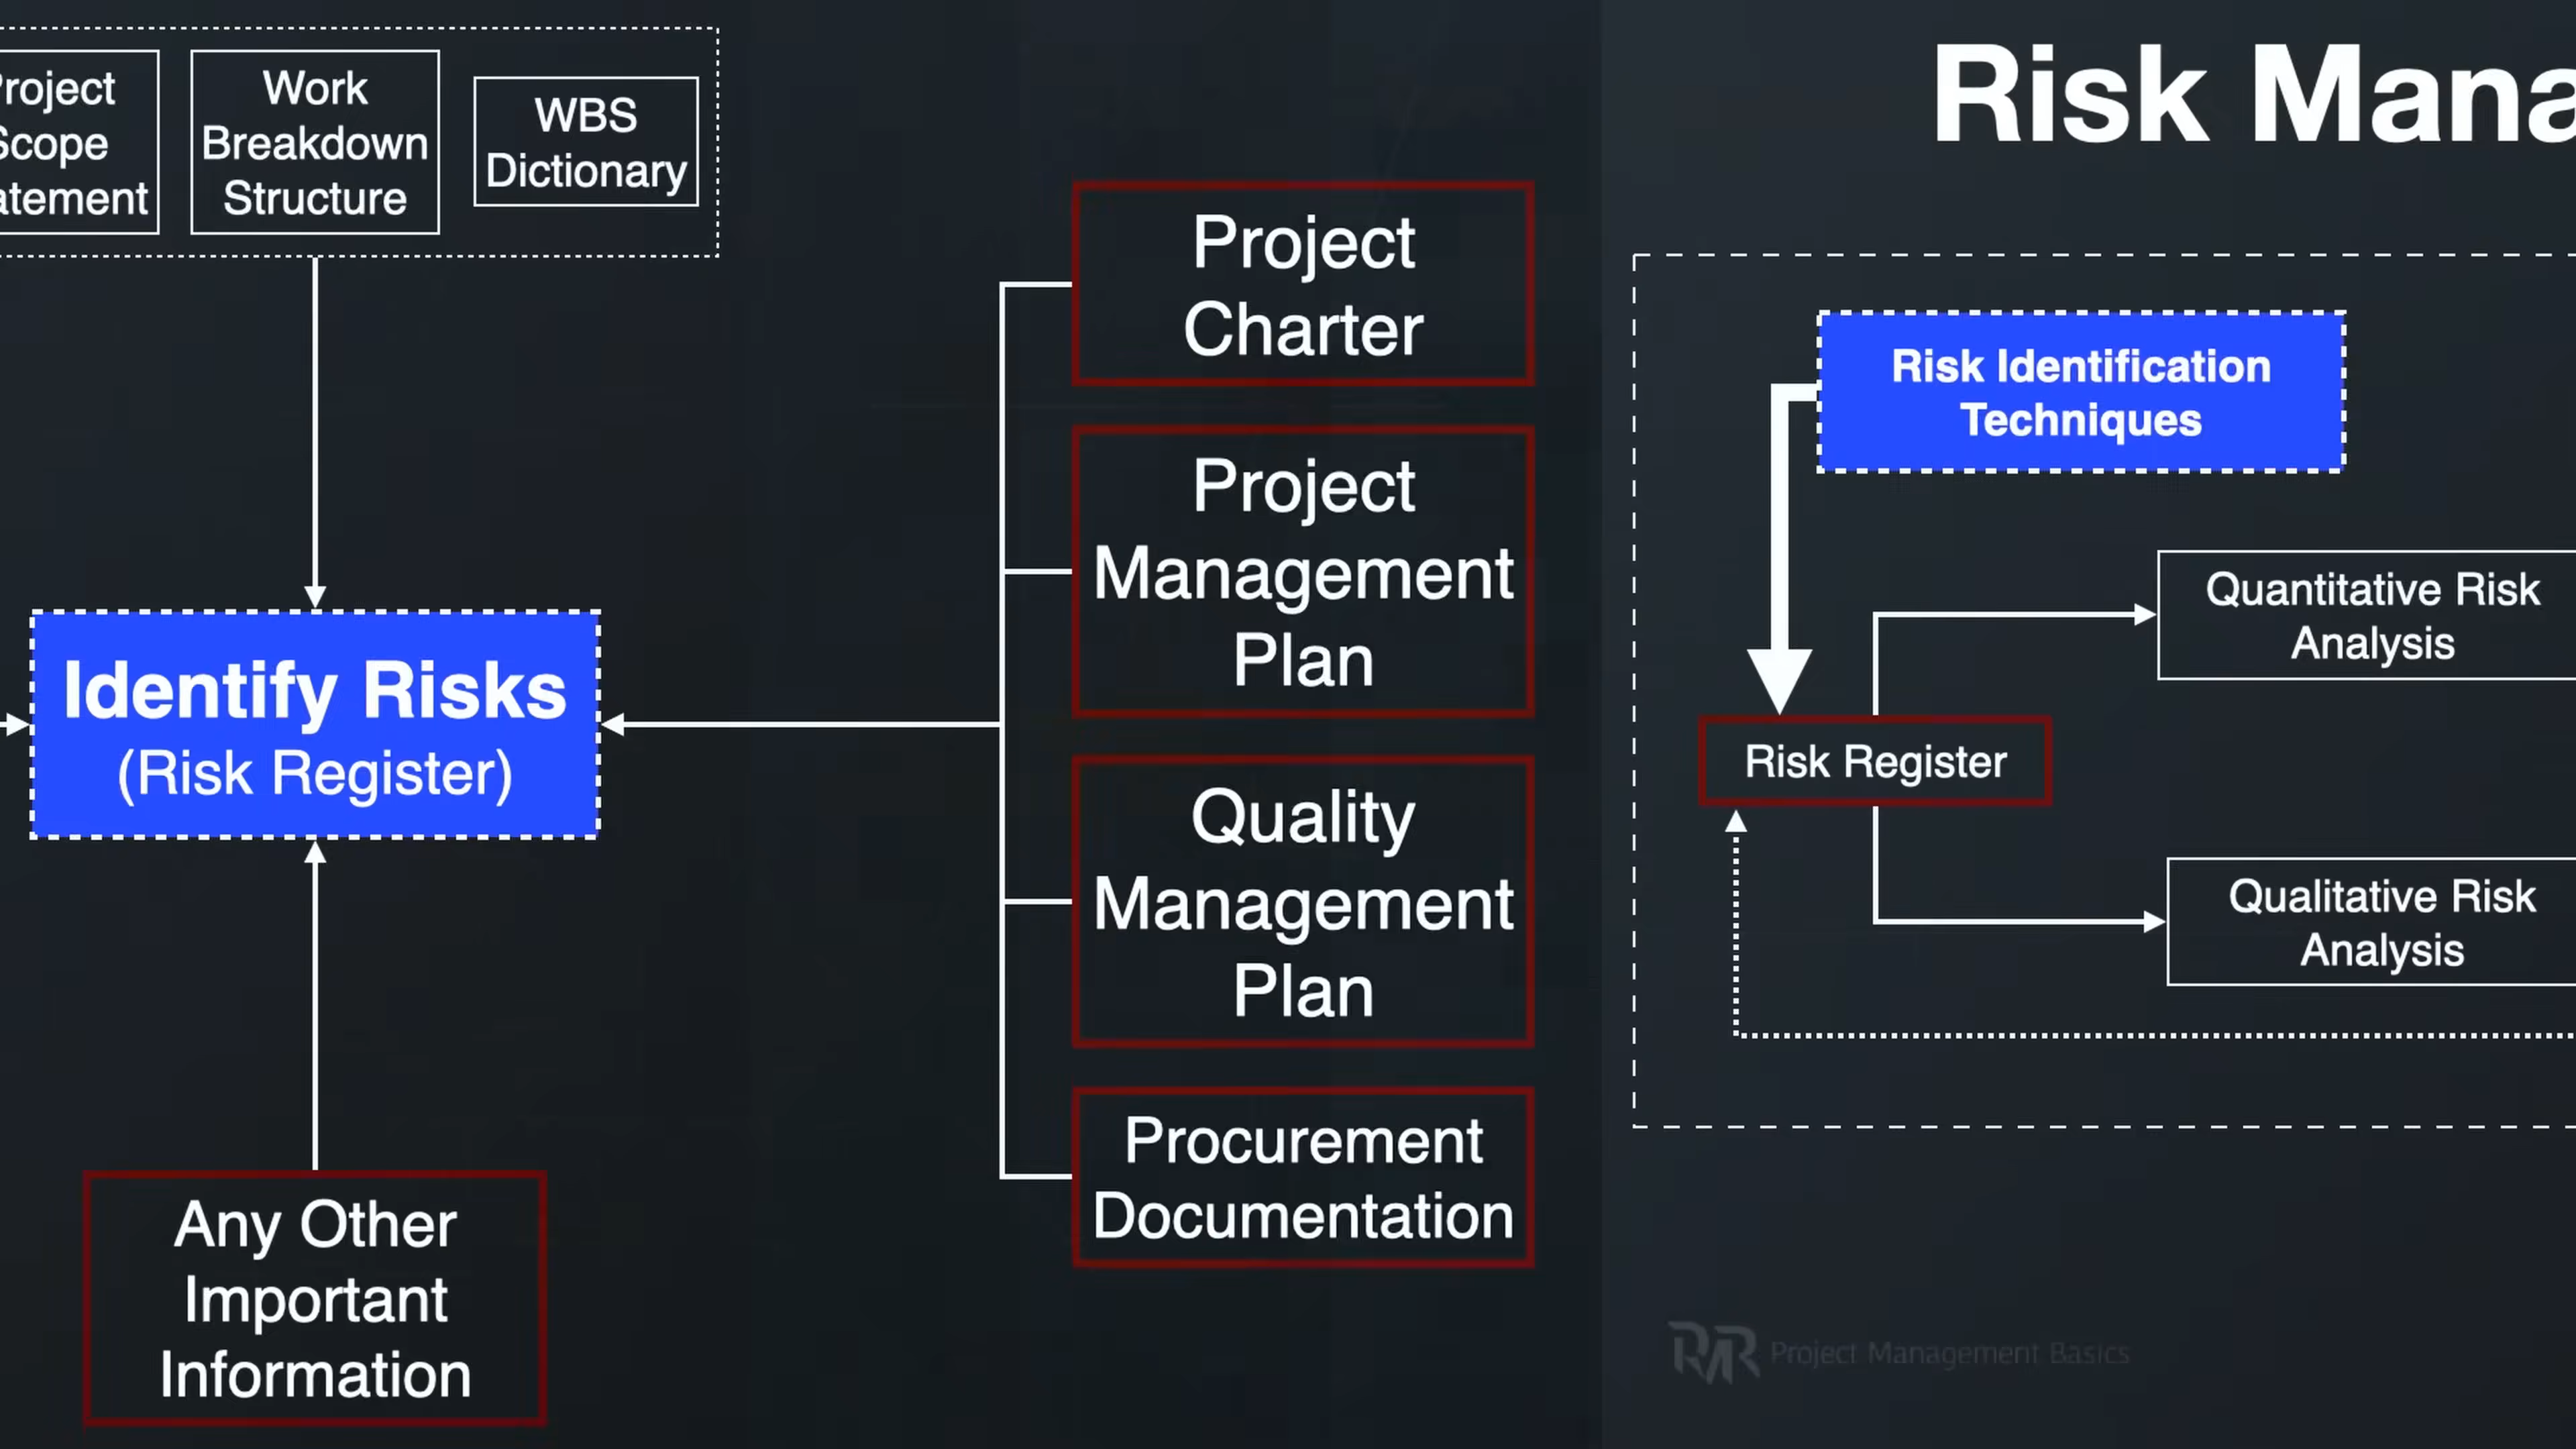 roject
Scope
atement
Work
Breakdown
Structure
WBS
Dictionary
Identify Risks
(Risk Register)
Any Other
Important
Information
Project
Charter
Project
Management
Plan
Quality
Management
Plan
Procurement
Documentation
Risk Mana
Risk Identification
Techniques
Quantitative Risk
Analysis
Risk Register
Qualitative Risk
Analysis
Project Management Basics